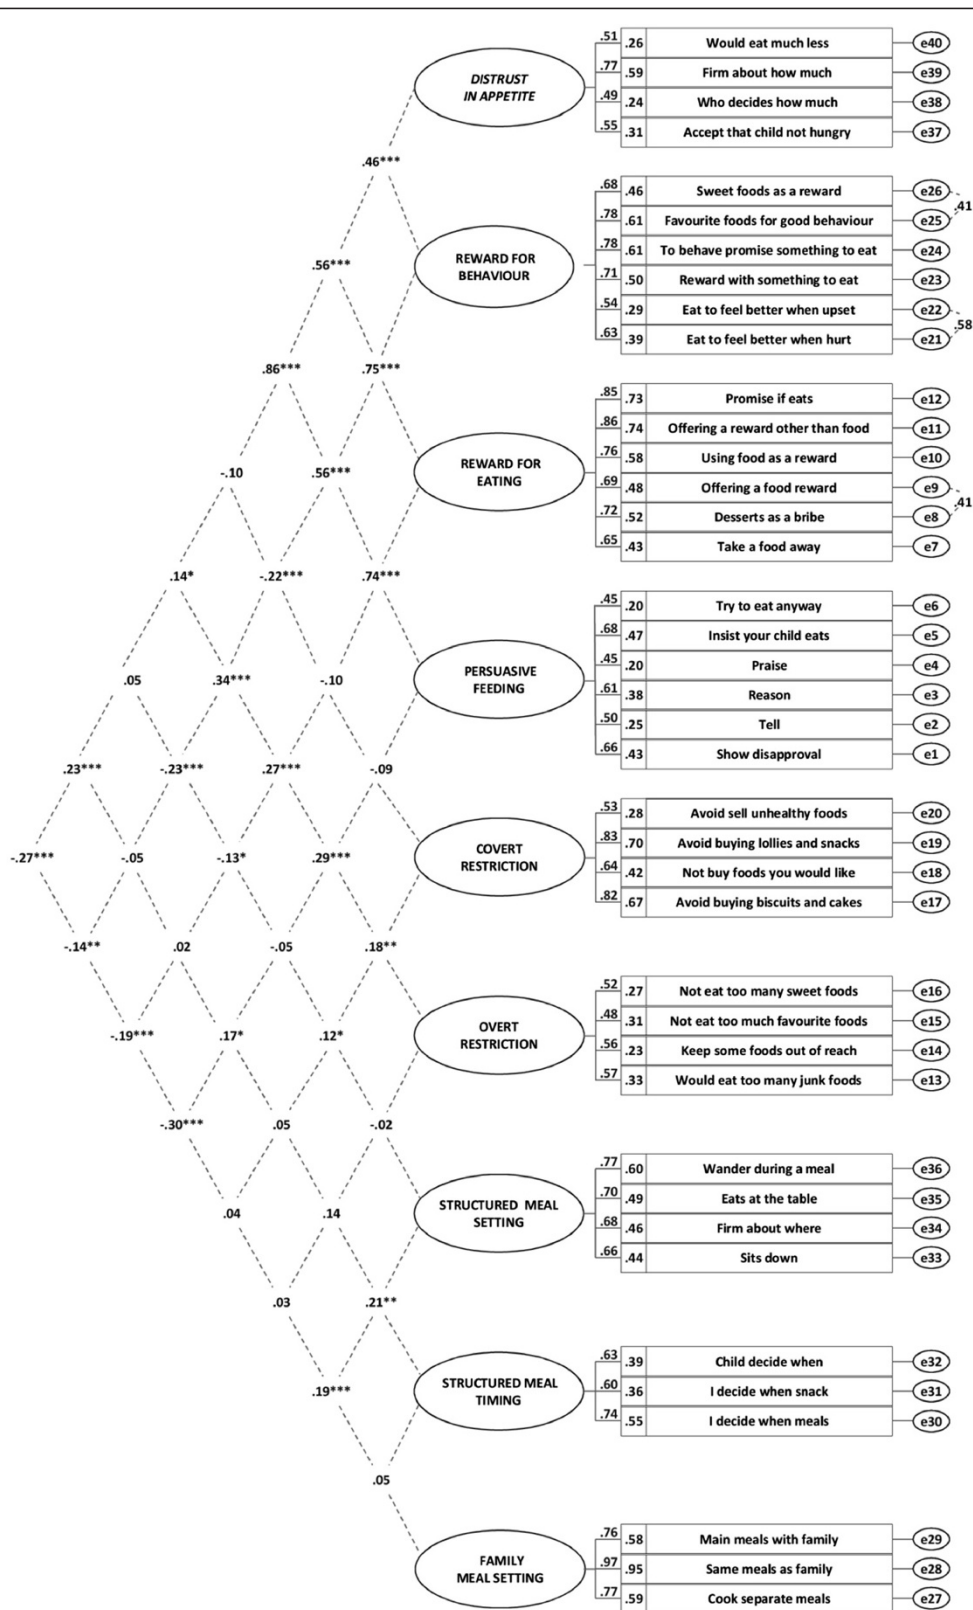 .51 .26 Would eat much less e40
.77 .59 Firm about how much e39
DISTRUST
IN APPETITE
.49 .24 Who decides how much e38
.55 .31 Accept that child not hungry e37
.46***
.68 .46 Sweet foods as a reward e26
.41
.78 .61 Favourite foods for good behaviour e25
.78 .61 To behave promise something to eat e24
REWARD FOR
BEHAVIOUR
.56***
.71 .50 Reward with something to eat e23
.54 .29 Eat to feel better when upset e22
.58
.63 .39 Eat to feel better when hurt e21
.86*** .75***
.85 .73 Promise if eats e12
.86 .74 Offering a reward other than food e11
.76 .58 Using food as a reward e10
REWARD FOR
EATING
-.10 .56***
.69 .48 Offering a food reward e9
.41
.72 .52 Desserts as a bribe e8
.65 .43 Take a food away e7
.14* -.22*** .74***
.45 .20 Try to eat anyway e6
.68 .47 Insist your child eats e5
.45 .20 Praise e4
PERSUASIVE
FEEDING
.05 .34*** -.10
.61 .38 Reason e3
.50 .25 Tell e2
.66 .43 Show disapproval e1
.23*** -.23*** .27*** -.09
.53 .28 Avoid sell unhealthy foods e20
.83 .70 Avoid buying lollies and snacks e19
COVERT
RESTRICTION
-.27*** -.05 -.13* .29***
.64 .42 Not buy foods you would like e18
.82 .67 Avoid buying biscuits and cakes e17
-.14** .02 -.05 .18**
.52 .27 Not eat too many sweet foods e16
.48 .31 Not eat too much favourite foods e15
OVERT
RESTRICTION
-.19*** .17* .12*
.56 .23 Keep some foods out of reach e14
.57 .33 Would eat too many junk foods e13
-.30*** .05 -.02
.77 .60 Wander during a meal e36
.70 .49 Eats at the table e35
STRUCTURED MEAL
SETTING
.04 .14
.68 .46 Firm about where e34
.66 .44 Sits down e33
.03 .21**
.63 .39 Child decide when e32
STRUCTURED MEAL
TIMING
.19***
.60 .36 I decide when snack e31
.74 .55 I decide when meals e30
.05
.76 .58 Main meals with family e29
FAMILY
MEAL SETTING
.97 .95 Same meals as family e28
.77 .59 Cook separate meals e27